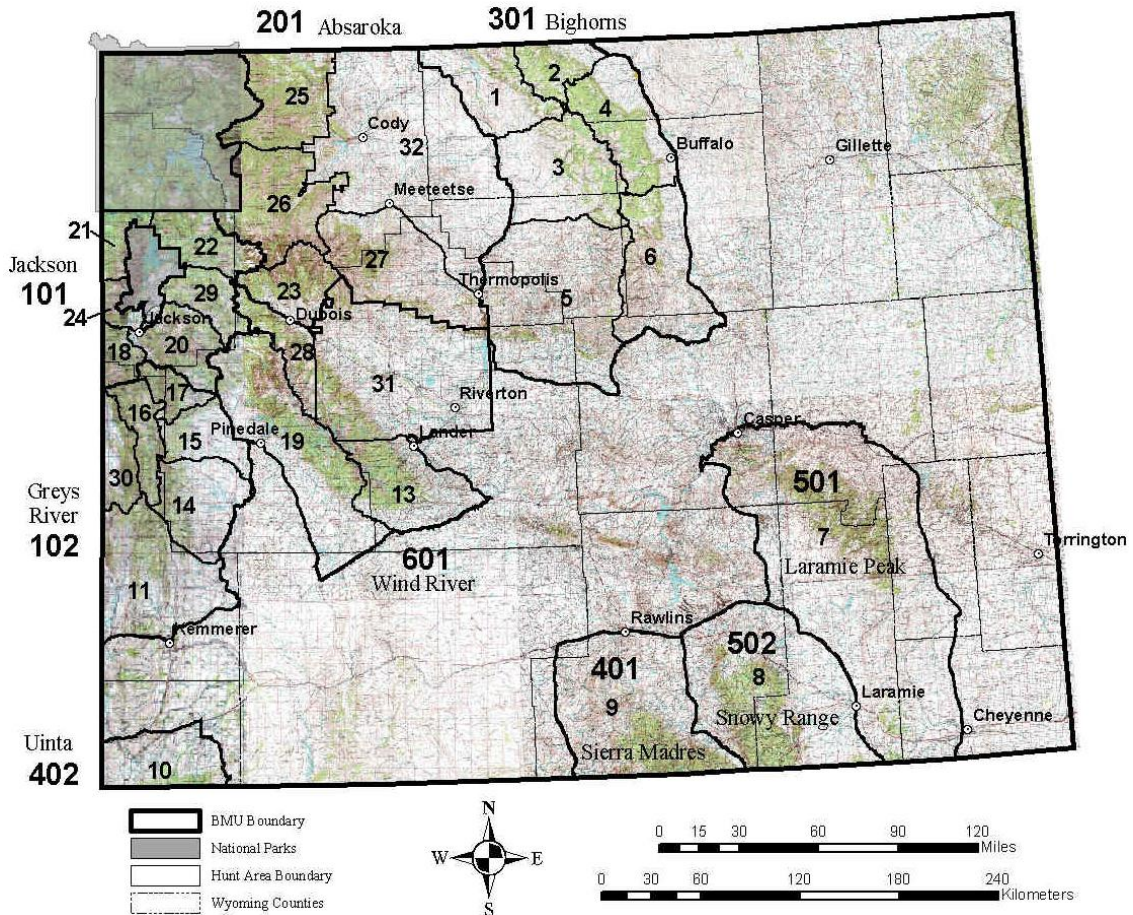 201 Absaroka
301 Bighorns
25
1
2
4
Cody
32
3
Buffalo
Gillette
Meeteetse
26
21
22
27
6
Jackson
101
29
23
Thermopolis
5
24
Jackson
Dubois
18
20
28
31
17
Riverton
16
Pinedale
19
Lander
Casper
15
30
13
501
Greys
River
102
14
7
Torrington
601
Wind River
Laramie Peak
11
Kemmerer
Rawlins
502
401
8
9
Laramie
Snowy Range
Cheyenne
Uinta
402
10
Sierra Madres
BMU Boundary
National Parks
Hunt Area Boundary
Wyoming Counties
N
W E
S
0 15 30 60 90 120
Miles
0 30 60 120 180 240
Kilometers